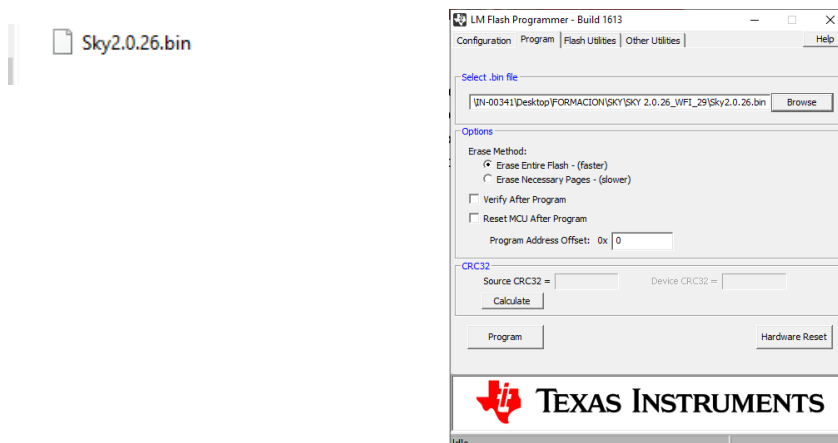 Sky2.0.26.bin
LM Flash Programmer - Build 1613
Configuration Program Flash Utilities Other Utilities Help
Select .bin file
\IN-00341\Desktop\FORMACION\SKY\SKY 2.0.26_WFI_29\Sky2.0.26.bin Browse
Options
Erase Method:
Erase Entire Flash - (faster)
Erase Necessary Pages - (slower)
Verify After Program
Reset MCU After Program
Program Address Offset: 0x 0
CRC32
Source CRC32 = Device CRC32 =
Calculate
Program Hardware Reset
TEXAS INSTRUMENTS
Idle